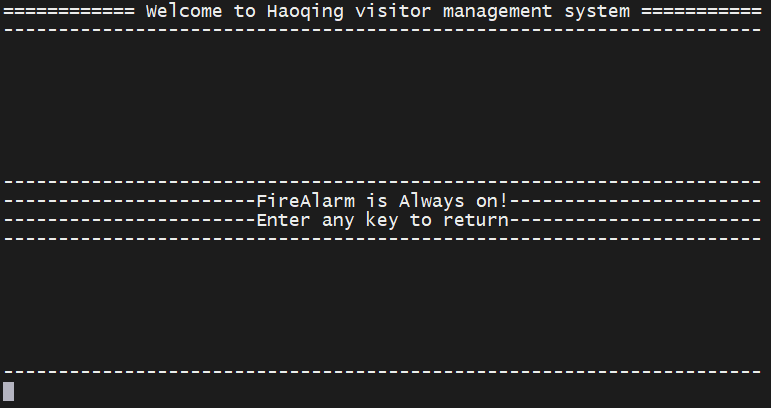 ============ Welcome to Haoqing visitor management system ===========
---------------------------------------------------------------------
---------------------------------------------------------------------
-----------------------FireAlarm is Always on!-----------------------
-----------------------Enter any key to return-----------------------
---------------------------------------------------------------------
---------------------------------------------------------------------